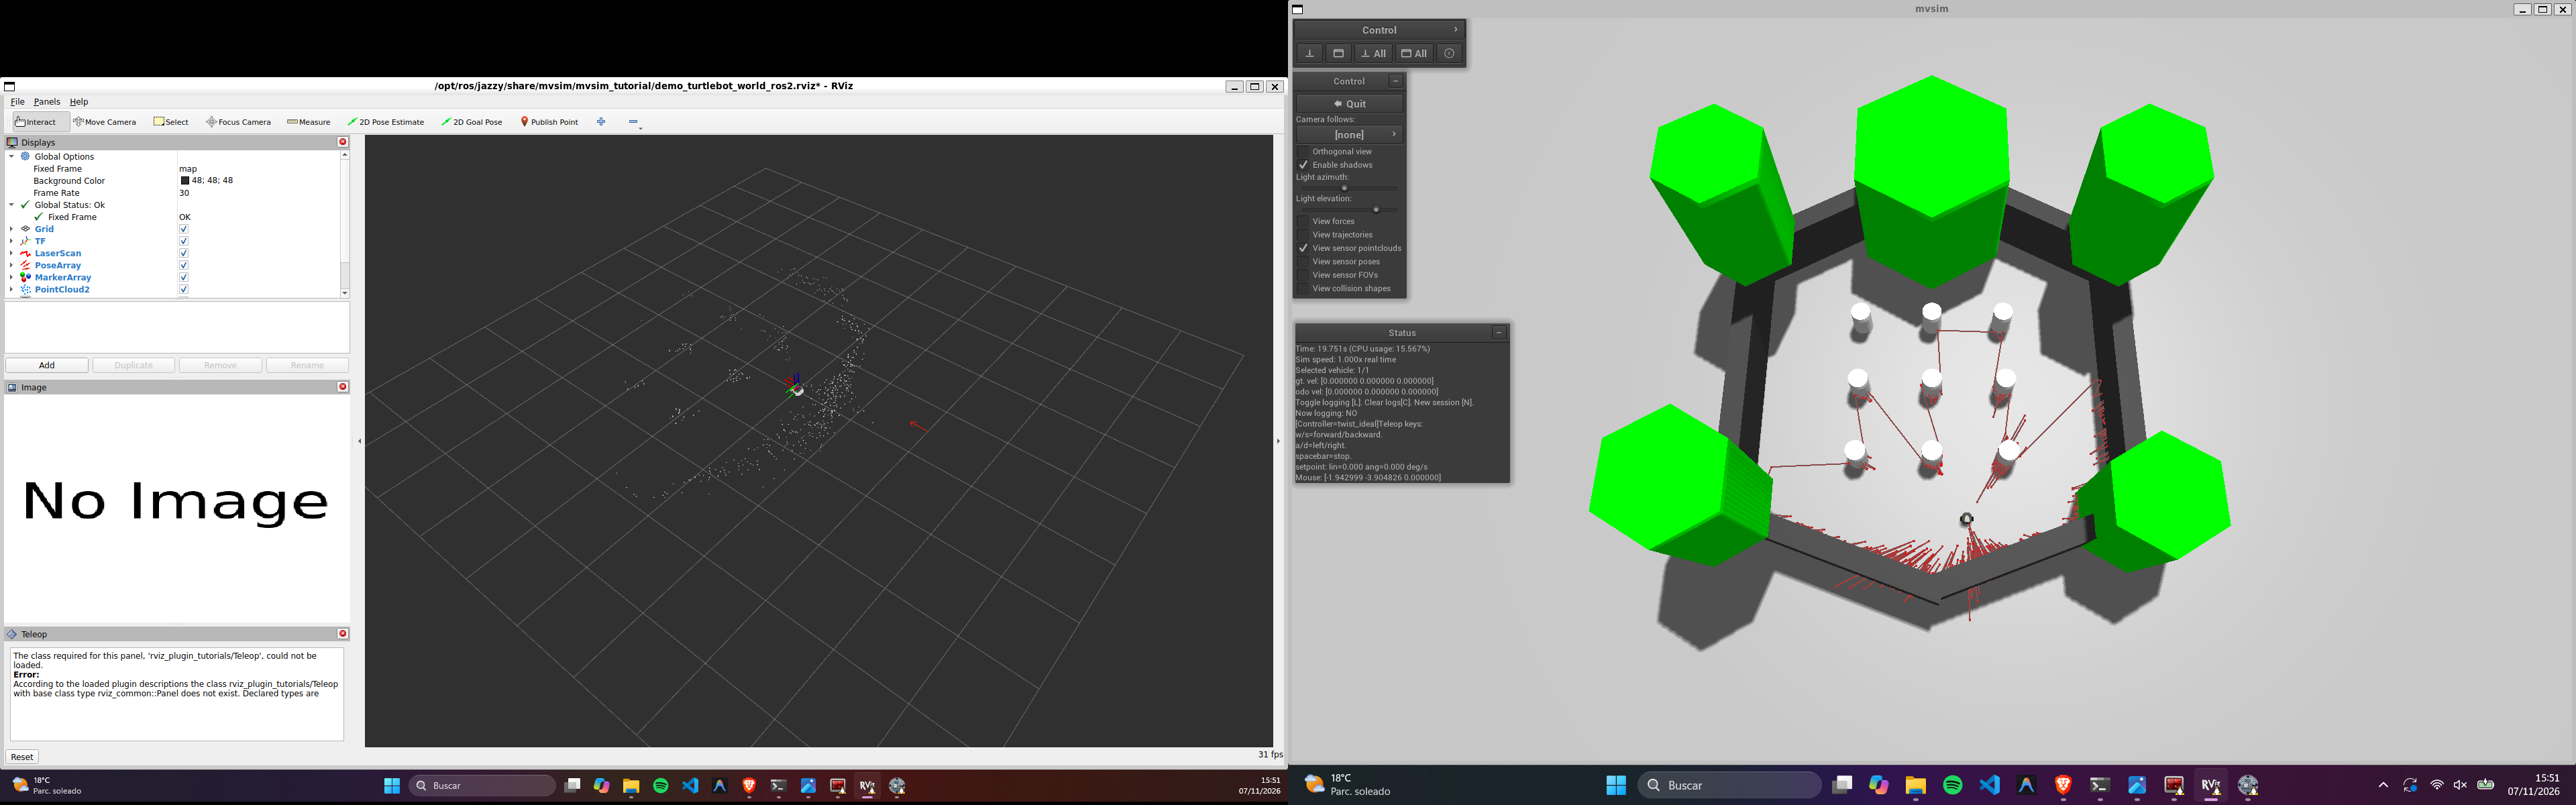 /opt/ros/jazzy/share/mvsim/mvsim_tutorial/demo_turtlebot_world_ros2.rviz* - RViz
File Panels Help
Interact Move Camera Select Focus Camera Measure 2D Pose Estimate 2D Goal Pose Publish Point
Displays
Global Options
Fixed Frame map
Background Color 48; 48; 48
Frame Rate 30
Global Status: Ok
Fixed Frame OK
Grid
TF
LaserScan
PoseArray
MarkerArray
PointCloud2
Add Duplicate Remove Rename
Image
No Image
Teleop
The class required for this panel, 'rviz_plugin_tutorials/Teleop', could not be
loaded.
Error:
According to the loaded plugin descriptions the class rviz_plugin_tutorials/Teleop
with base class type rviz_common::Panel does not exist. Declared types are
Reset
31 fps
18°C
Parc. soleado
Buscar
RViz
15:51
07/11/2026
mvsim
Control
All All
Control
Quit
Camera follows:
[none]
Orthogonal view
Enable shadows
Light azimuth:
Light elevation:
View forces
View trajectories
View sensor pointclouds
View sensor poses
View sensor FOVs
View collision shapes
Status
Time: 19.751s (CPU usage: 15.567%)
Sim speed: 1.000x real time
Selected vehicle: 1/1
gt. vel: [0.000000 0.000000 0.000000]
odo vel: [0.000000 0.000000 0.000000]
Toggle logging [L]. Clear logs[C]. New session [N].
Now logging: NO
[Controller=twist_ideal]Teleop keys:
w/s=forward/backward.
a/d=left/right.
spacebar=stop.
setpoint: lin=0.000 ang=0.000 deg/s
Mouse: [-1.942999 -3.904826 0.000000]
18°C
Parc. soleado
Buscar
RViz
15:51
07/11/2026